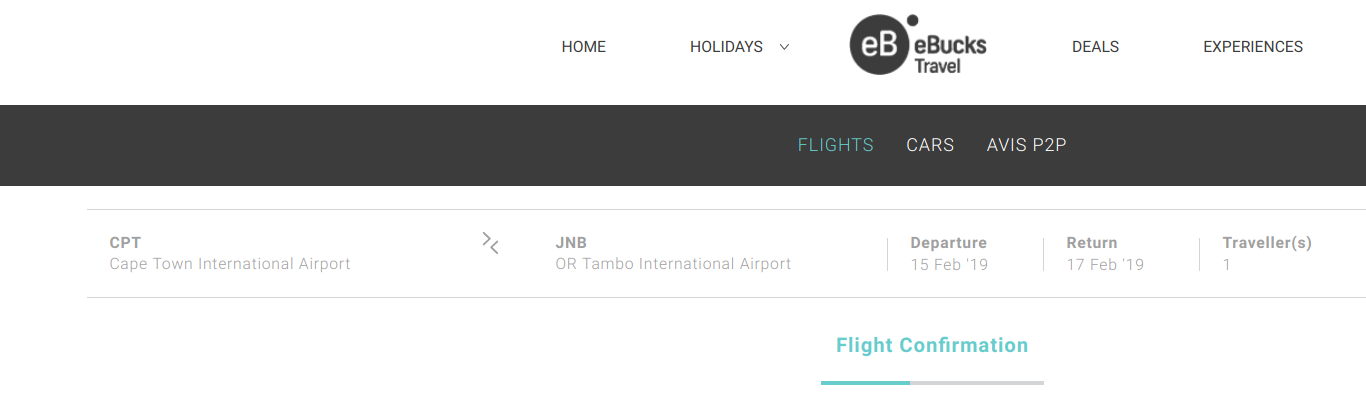 HOME HOLIDAYS eB eBucks Travel DEALS EXPERIENCES
FLIGHTS CARS AVIS P2P
CPT JNB Departure Return Traveller(s)
Cape Town International Airport OR Tambo International Airport 15 Feb '19 17 Feb '19 1
Flight Confirmation